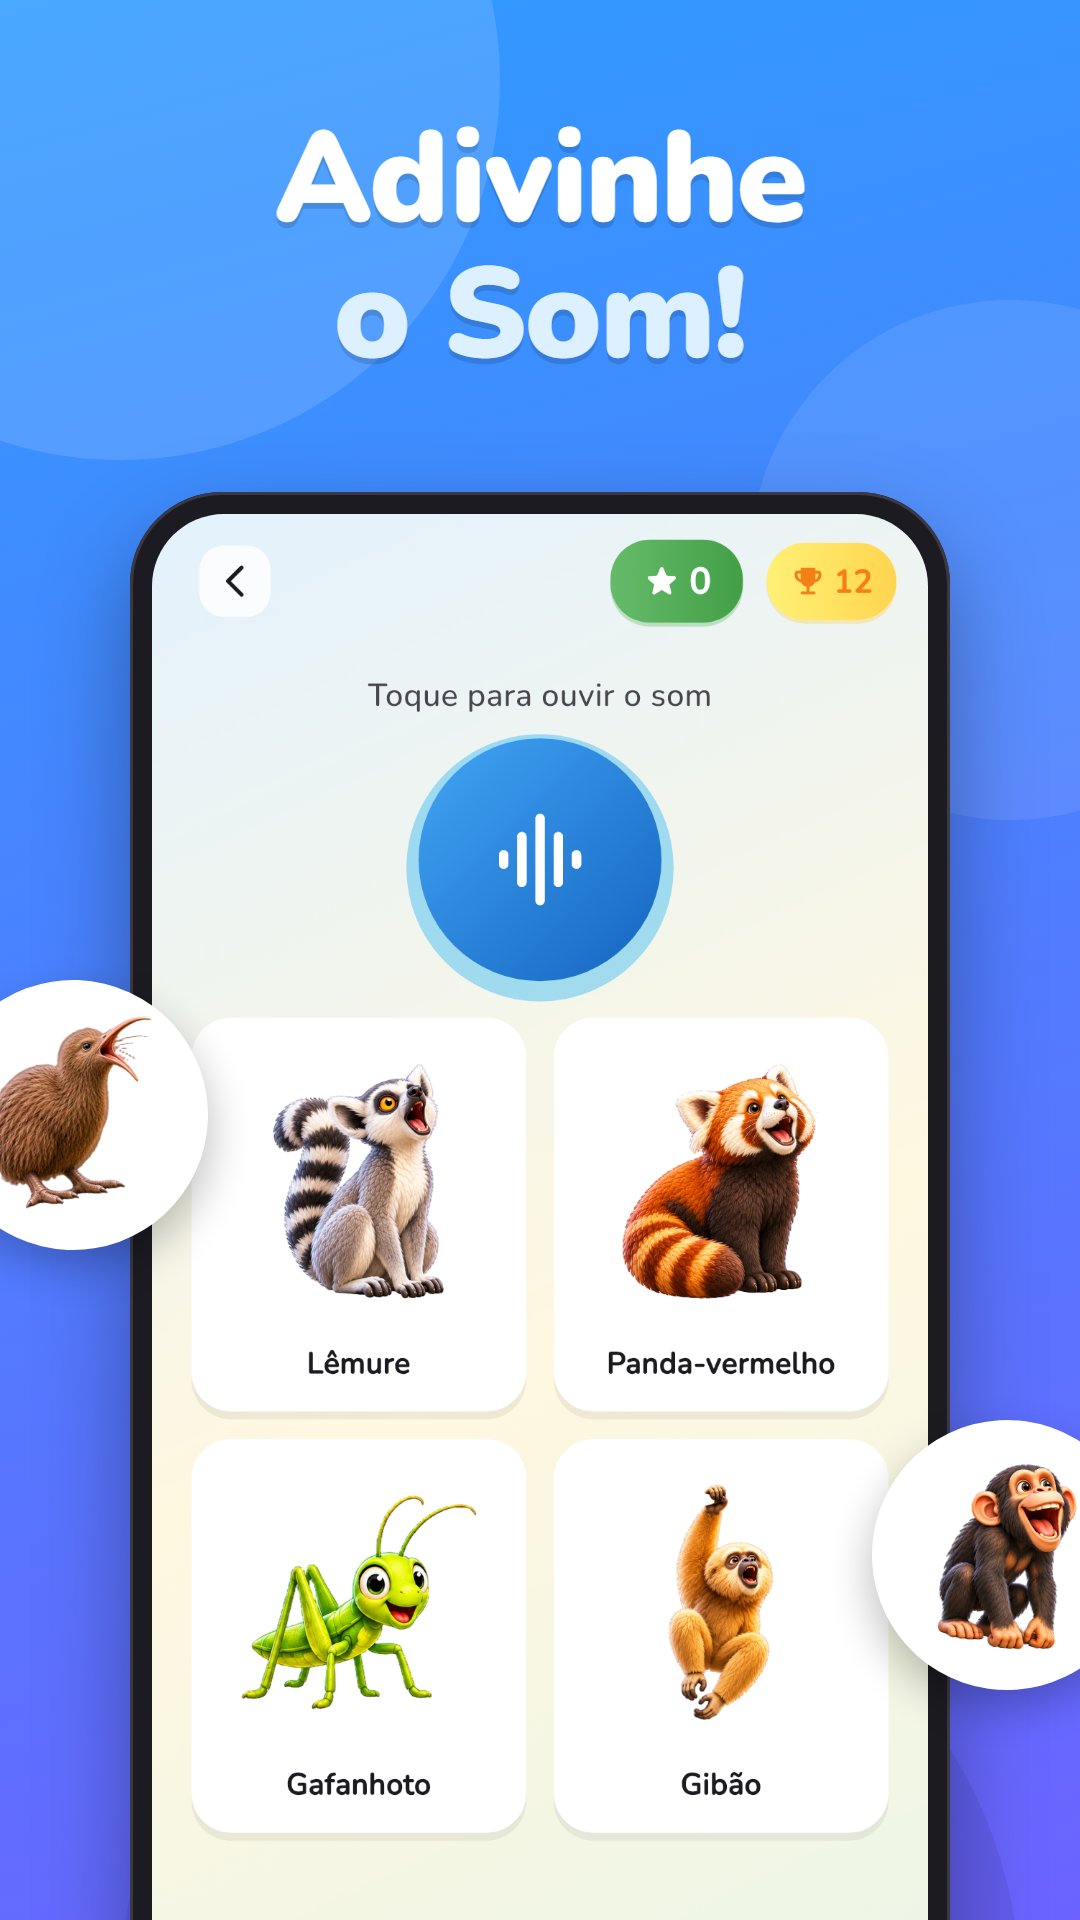 Adivinhe
o Som!
0
12
Toque para ouvir o som
Lêmure
Panda-vermelho
Gafanhoto
Gibão